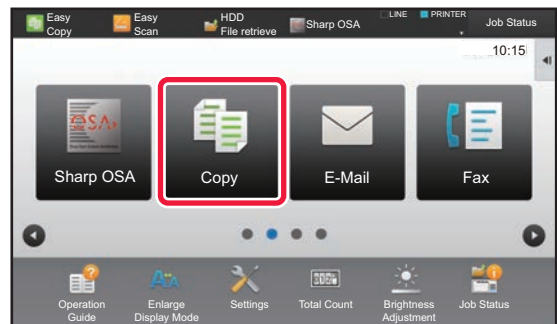 Easy Copy
Easy Scan
HDD File retrieve
Sharp OSA
LINE
PRINTER
Job Status
10:15
OSA
Sharp OSA
Copy
E-Mail
Fax
Operation Guide
Enlarge Display Mode
Settings
Total Count
Brightness Adjustment
Job Status